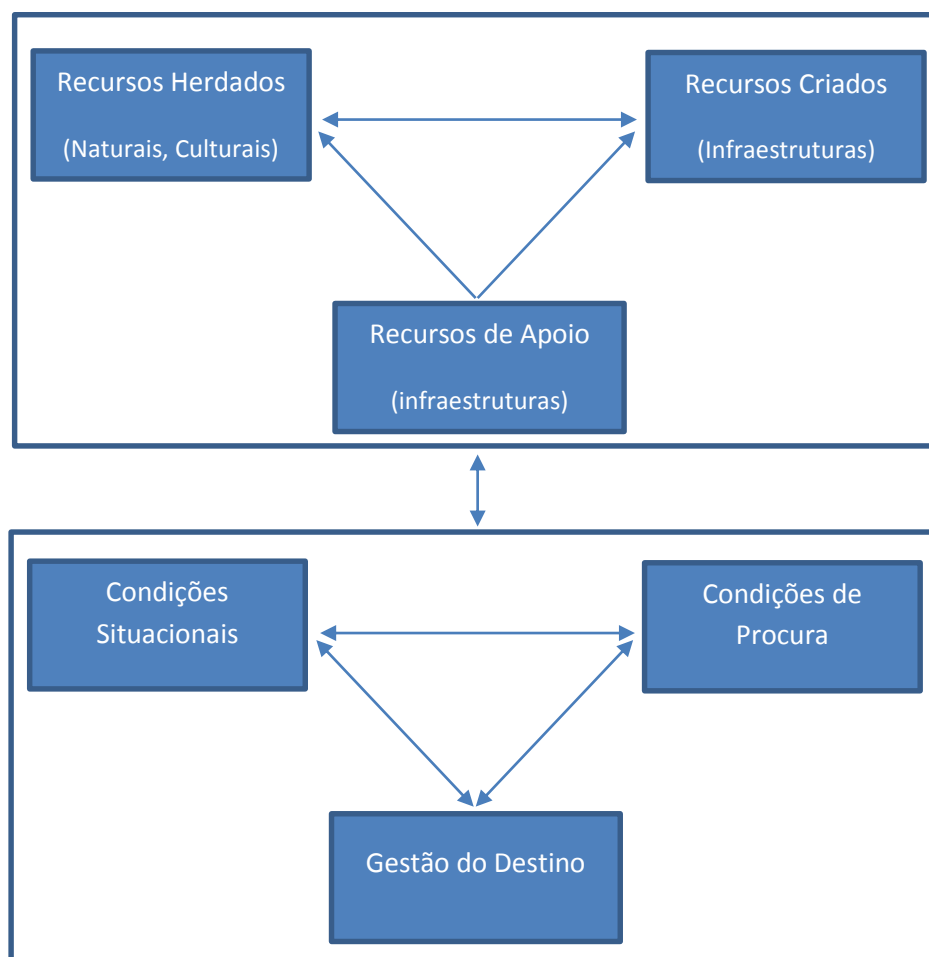 Recursos Herdados
(Naturais, Culturais)
Recursos Criados
(Infraestruturas)
Recursos de Apoio
(infraestruturas)
Condições
Situacionais
Condições de
Procura
Gestão do Destino